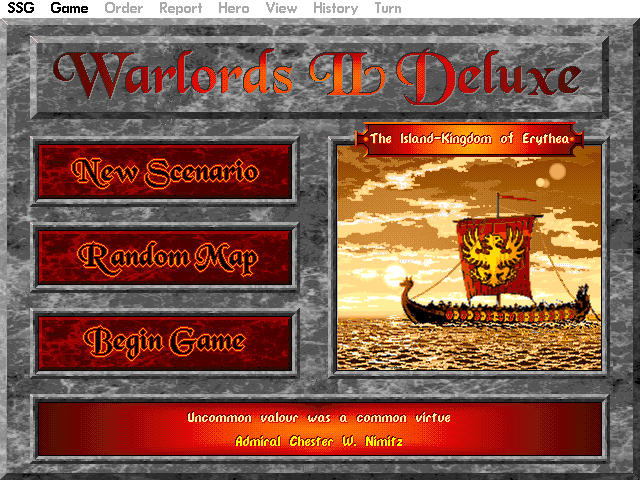 SSG Game Order Report Hero View History Turn
Warlords II Deluxe
The Island-Kingdom of Erythea
New Scenario
Random Map
Begin Game
Uncommon valour was a common virtue
Admiral Chester W. Nimitz